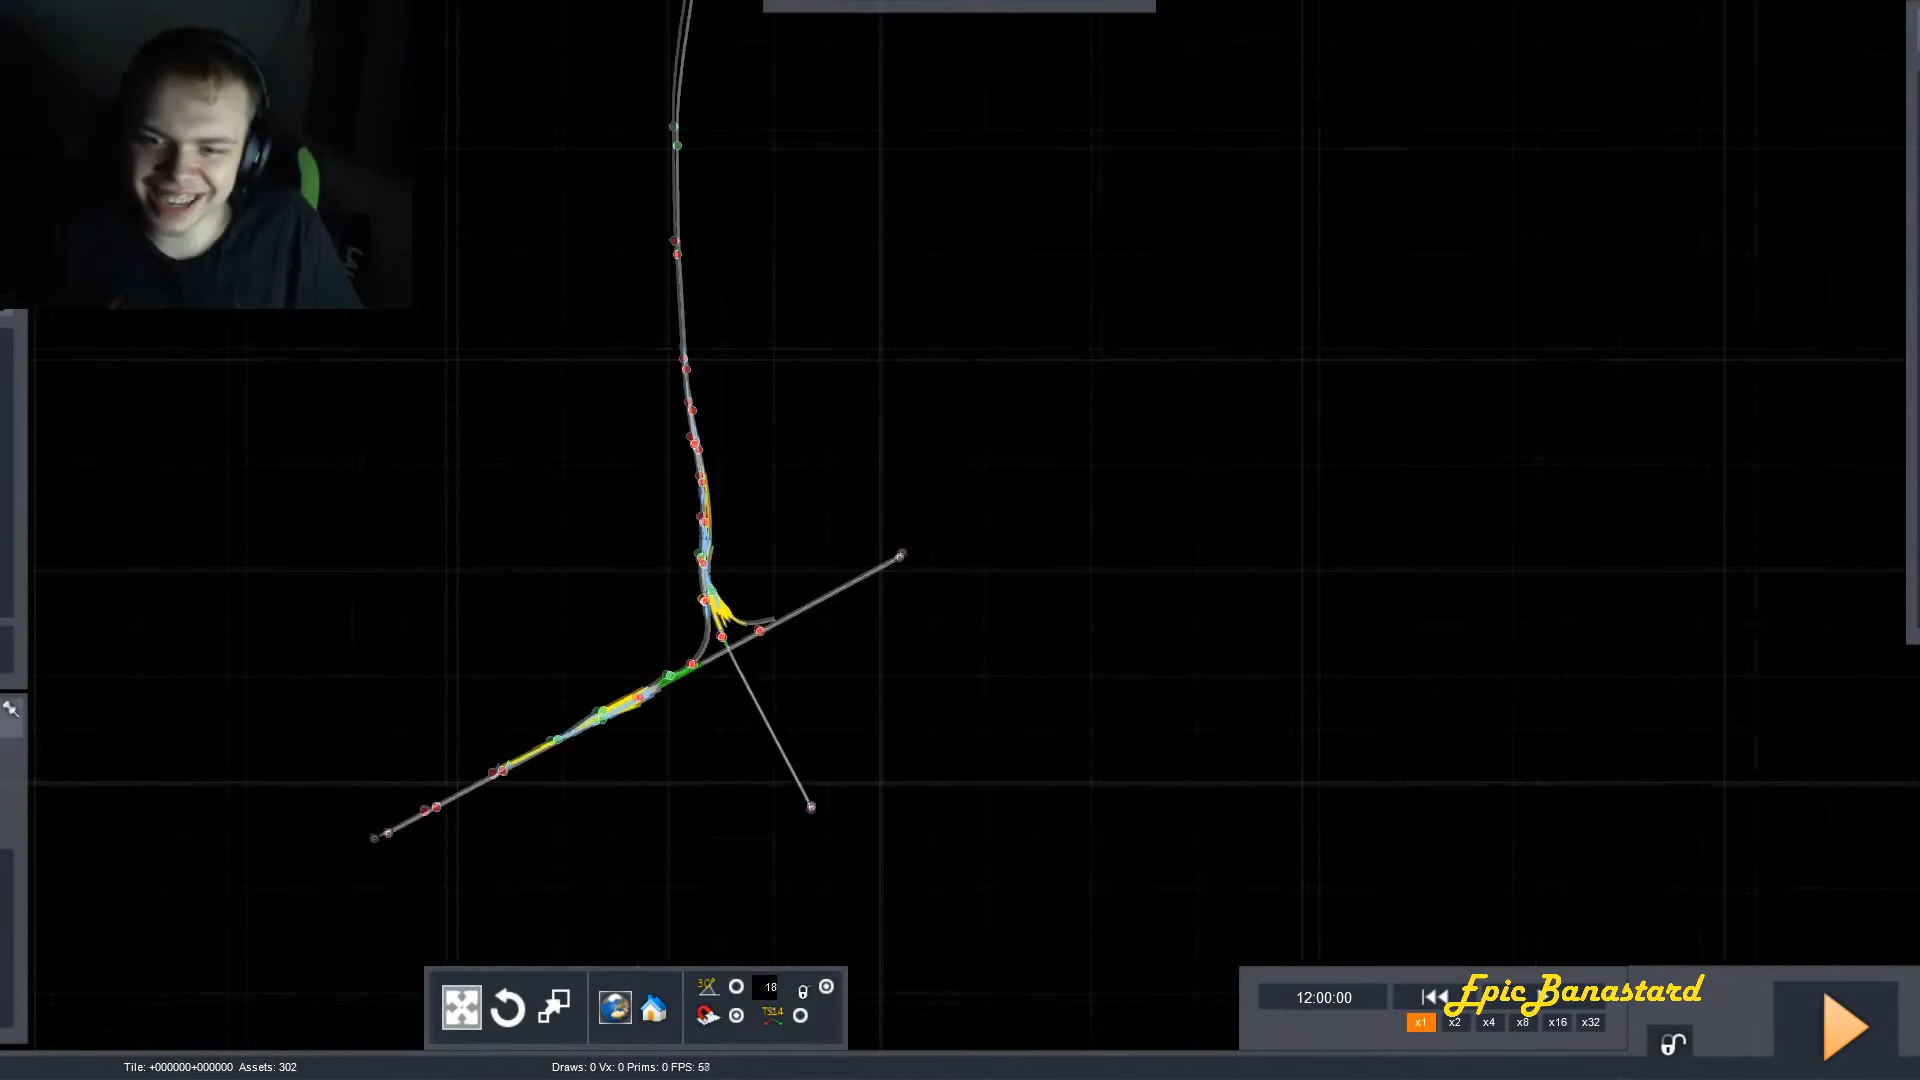 30°
18
TS14
12:00:00
Epic Banastard
x1 x2 x4 x8 x16 x32
Tile: +000000+000000 Assets: 302
Draws: 0 Vx: 0 Prims: 0 FPS: 58